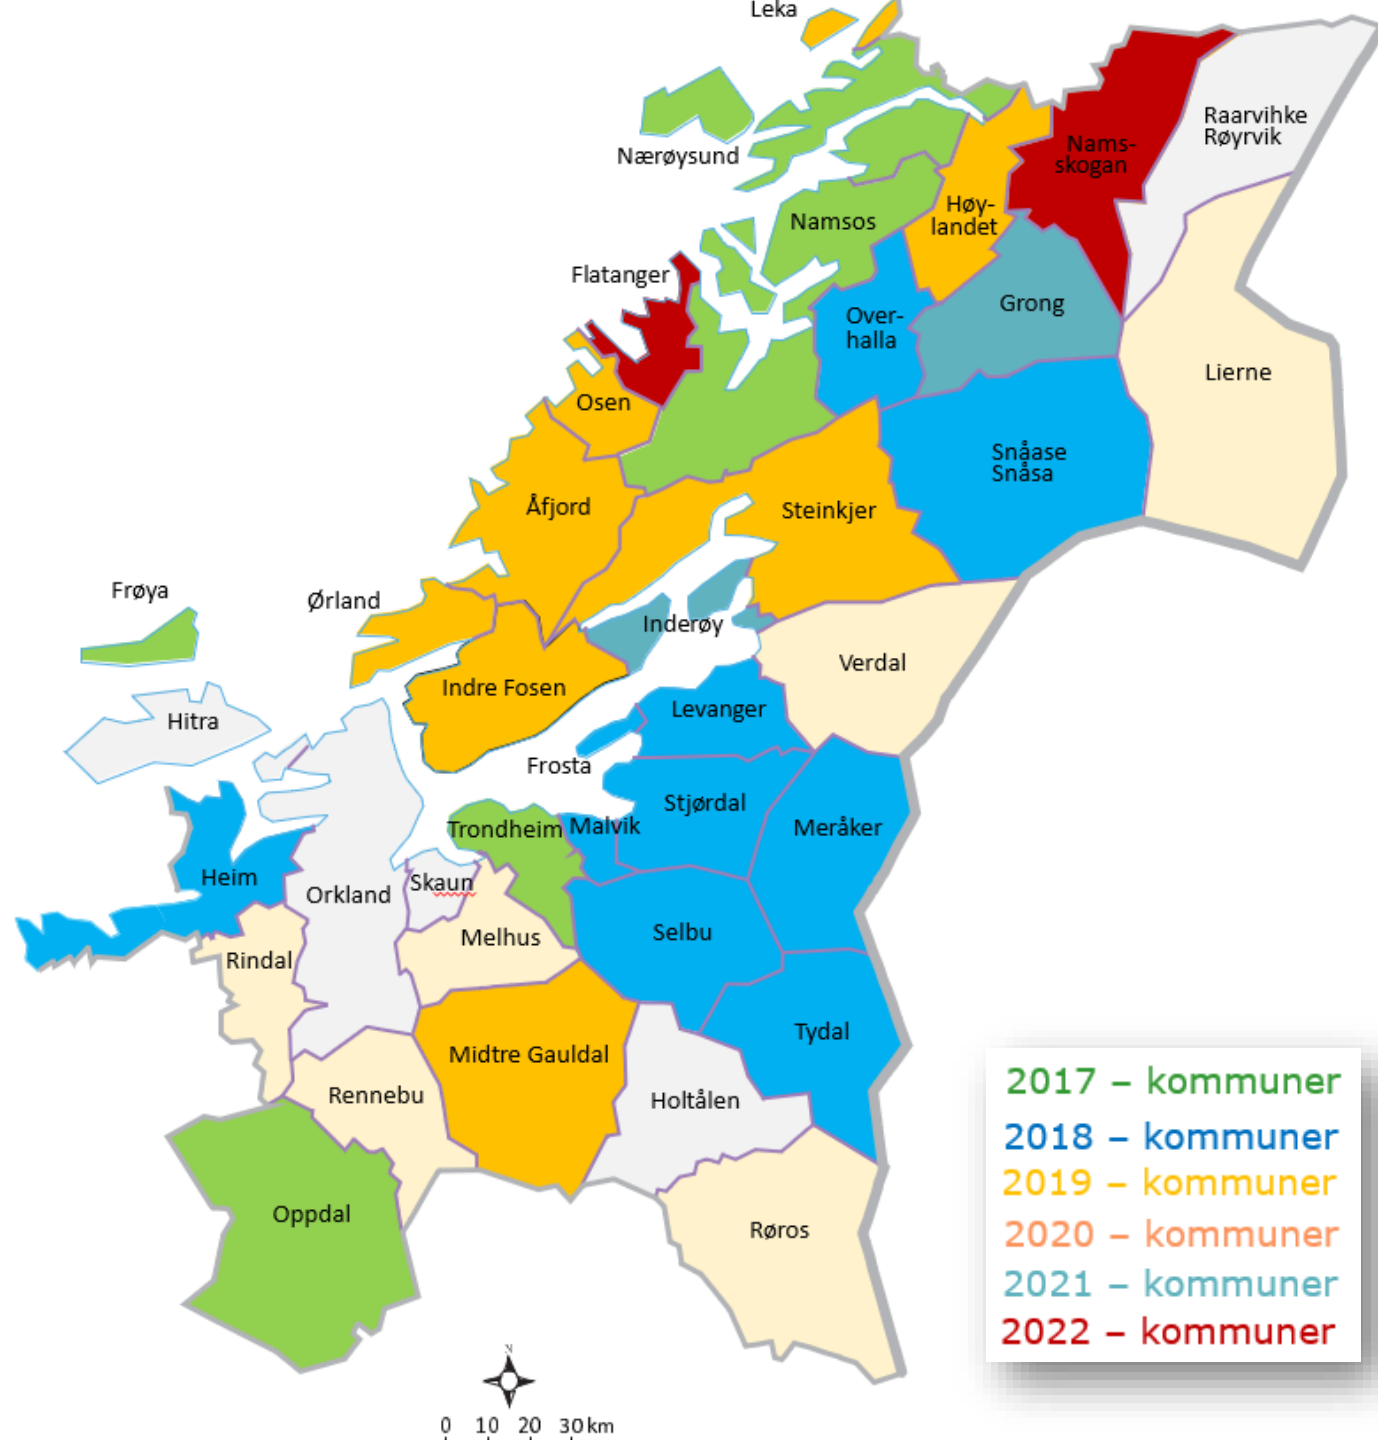 Leka
Raarvihke
Røyrvik
Nærøysund
Nams-
skogan
Høy-
landet
Namsos
Flatanger
Grong
Over-
halla
Lierne
Osen
Snåase
Snåsa
Åfjord
Steinkjer
Frøya
Ørland
Inderøy
Verdal
Indre Fosen
Hitra
Levanger
Frosta
Stjørdal
Trondheim
Malvik
Meråker
Heim
Orkland
Skaun
Selbu
Melhus
Rindal
Tydal
Midtre Gauldal
Rennebu
Holtålen
Oppdal
Røros
2017 – kommuner
2018 – kommuner
2019 – kommuner
2020 – kommuner
2021 – kommuner
2022 – kommuner
N
0 10 20 30 km